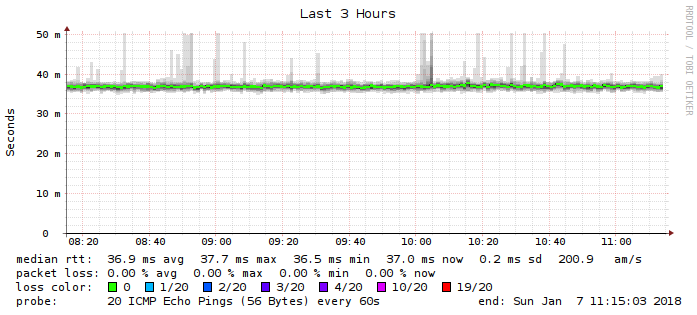 Last 3 Hours
RRDTOOL / TOBI OETIKER
Seconds
50 m
40 m
30 m
20 m
10 m
0
08:20 08:40 09:00 09:20 09:40 10:00 10:20 10:40 11:00
median rtt: 36.9 ms avg 37.7 ms max 36.5 ms min 37.0 ms now 0.2 ms sd 200.9 am/s
packet loss: 0.00 % avg 0.00 % max 0.00 % min 0.00 % now
loss color: 0 1/20 2/20 3/20 4/20 10/20 19/20
probe: 20 ICMP Echo Pings (56 Bytes) every 60s end: Sun Jan 7 11:15:03 2018